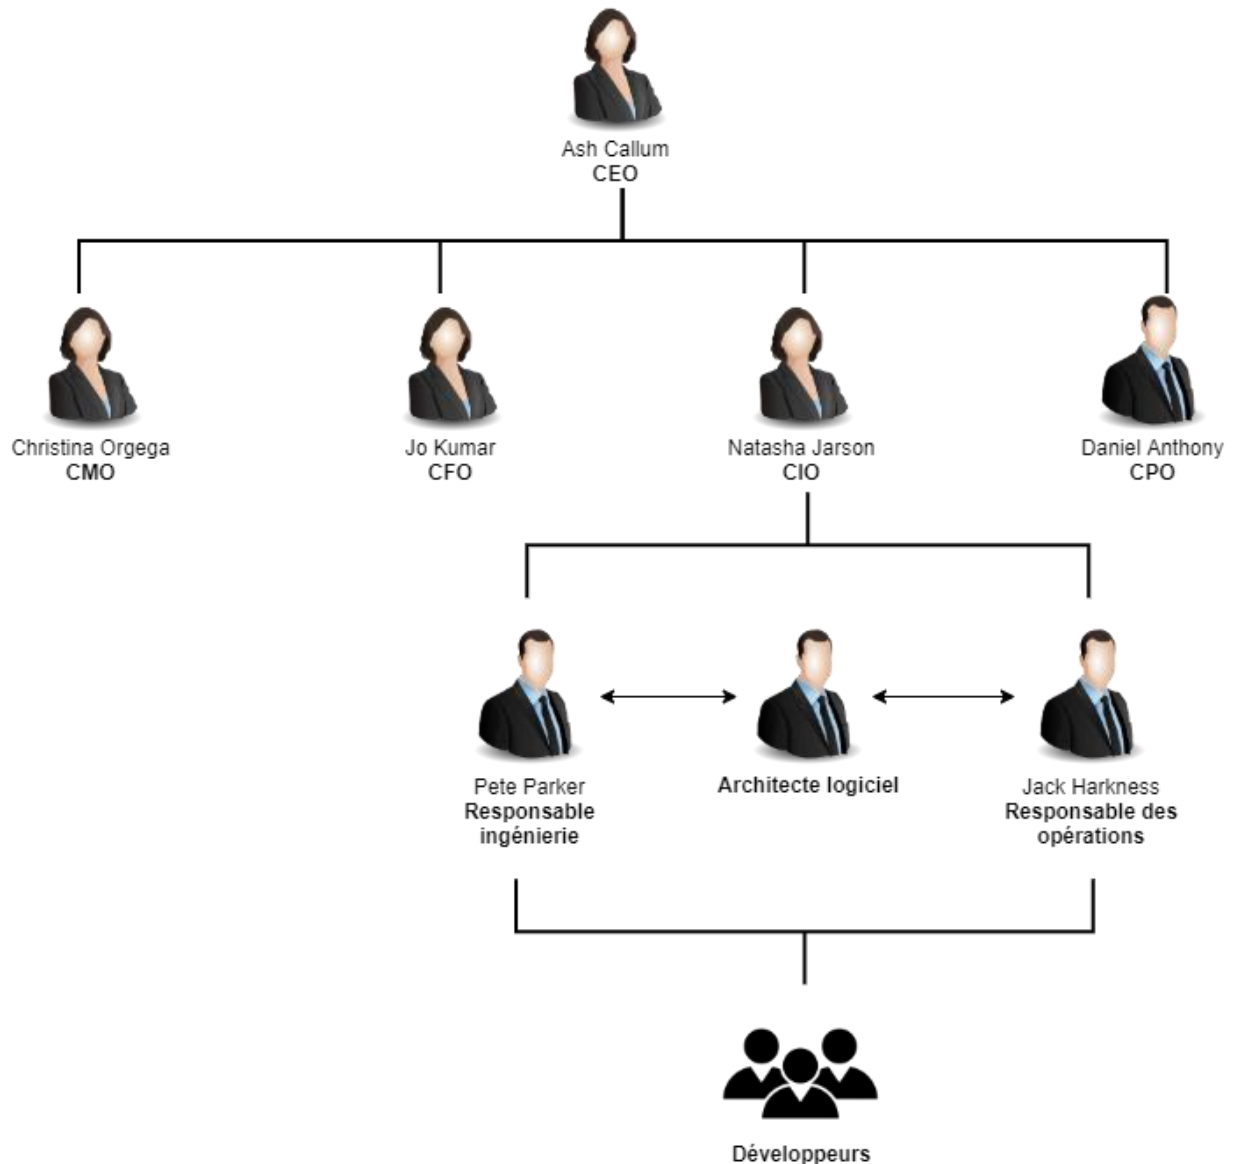 Ash Callum
CEO
Christina Orgega
CMO
Jo Kumar
CFO
Natasha Jarson
CIO
Daniel Anthony
CPO
Pete Parker
Responsable
ingénierie
Architecte logiciel
Jack Harkness
Responsable des
opérations
Développeurs